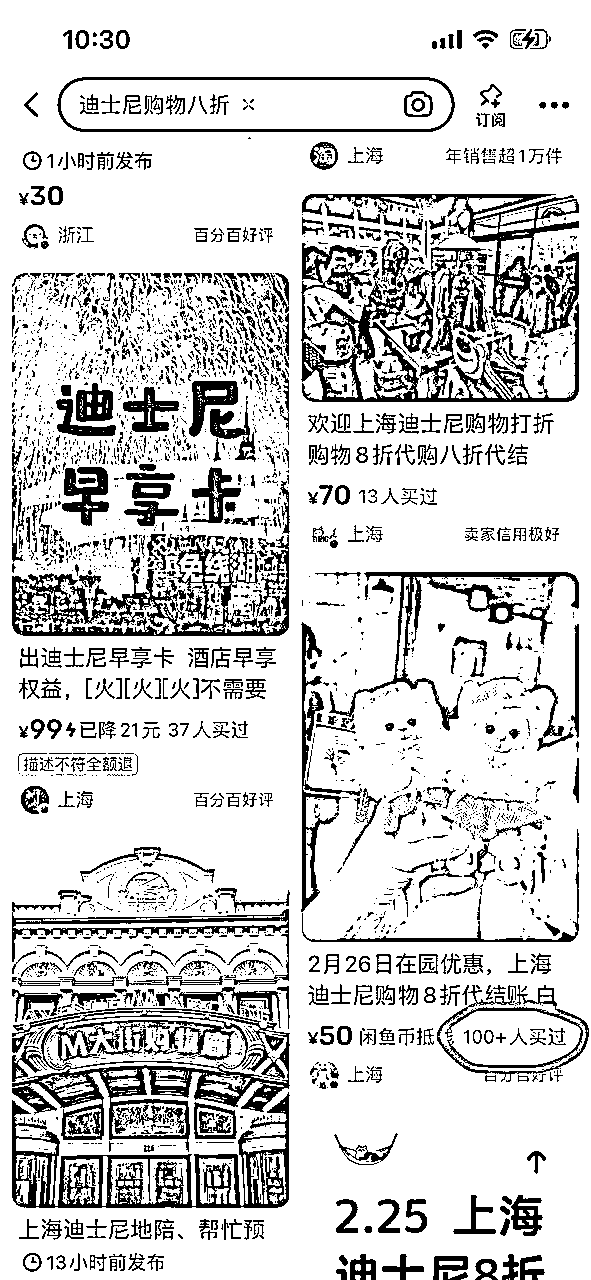 10:30
迪士尼购物八折 ×
订阅
1小时前发布
¥30
浙江 百分百好评
迪士尼
早享卡
出迪士尼早享卡 酒店早享
权益，[火][火][火]不需要
¥99 已降21元 37人买过
描述不符全额退
上海 百分百好评
M大街购物廊
上海迪士尼地陪、帮忙预
13小时前发布
上海 年销售超1万件
欢迎上海迪士尼购物打折
购物8折代购八折代结
¥70 13人买过
上海 卖家信用极好
2月26日在园优惠，上海
迪士尼购物8折代结账 白
¥50 闲鱼币抵 100+人买过
上海 百分百好评
2.25 上海
迪士尼8折